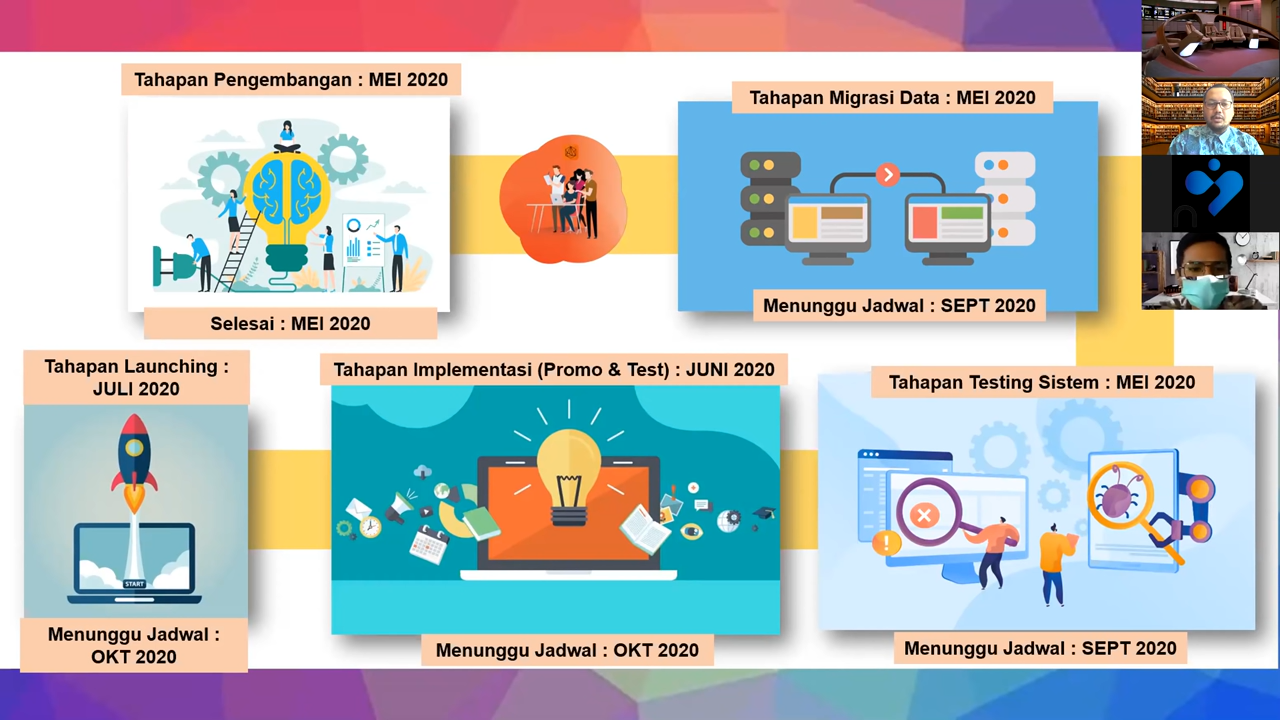 Tahapan Pengembangan : MEI 2020
Selesai : MEI 2020
Tahapan Migrasi Data : MEI 2020
Menunggu Jadwal : SEPT 2020
Tahapan Launching :
JULI 2020
START
Menunggu Jadwal :
OKT 2020
Tahapan Implementasi (Promo & Test) : JUNI 2020
Menunggu Jadwal : OKT 2020
Tahapan Testing Sistem : MEI 2020
Menunggu Jadwal : SEPT 2020